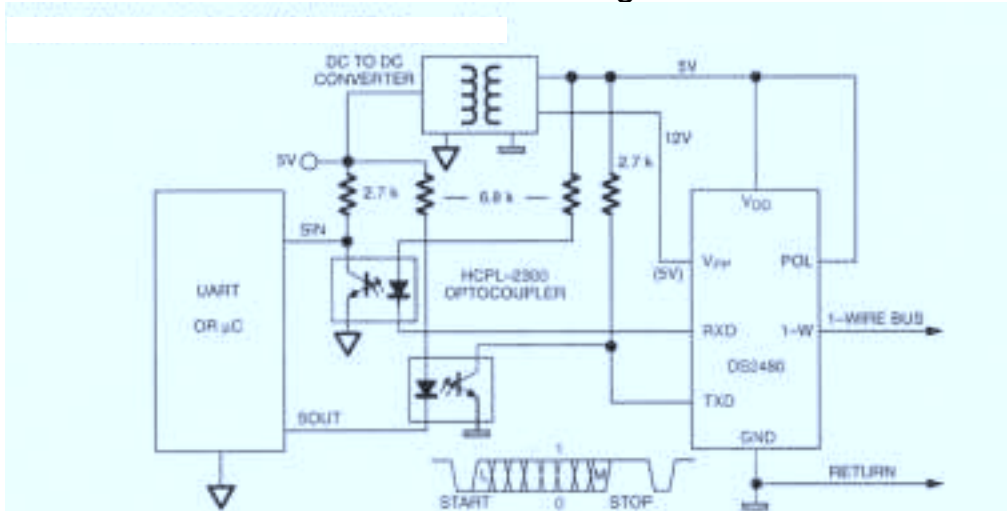 DC TO DC
CONVERTER
5V
12V
5V
2.7 k
6.8 k
2.7 k
VDD
SIN
(5V)
VPP
POL
HCPL-2300
OPTOCOUPLER
UART
OR µC
RXD
1-W
1-WIRE BUS
DS2480
TXD
SOUT
GND
1
L
M
RETURN
START
0
STOP